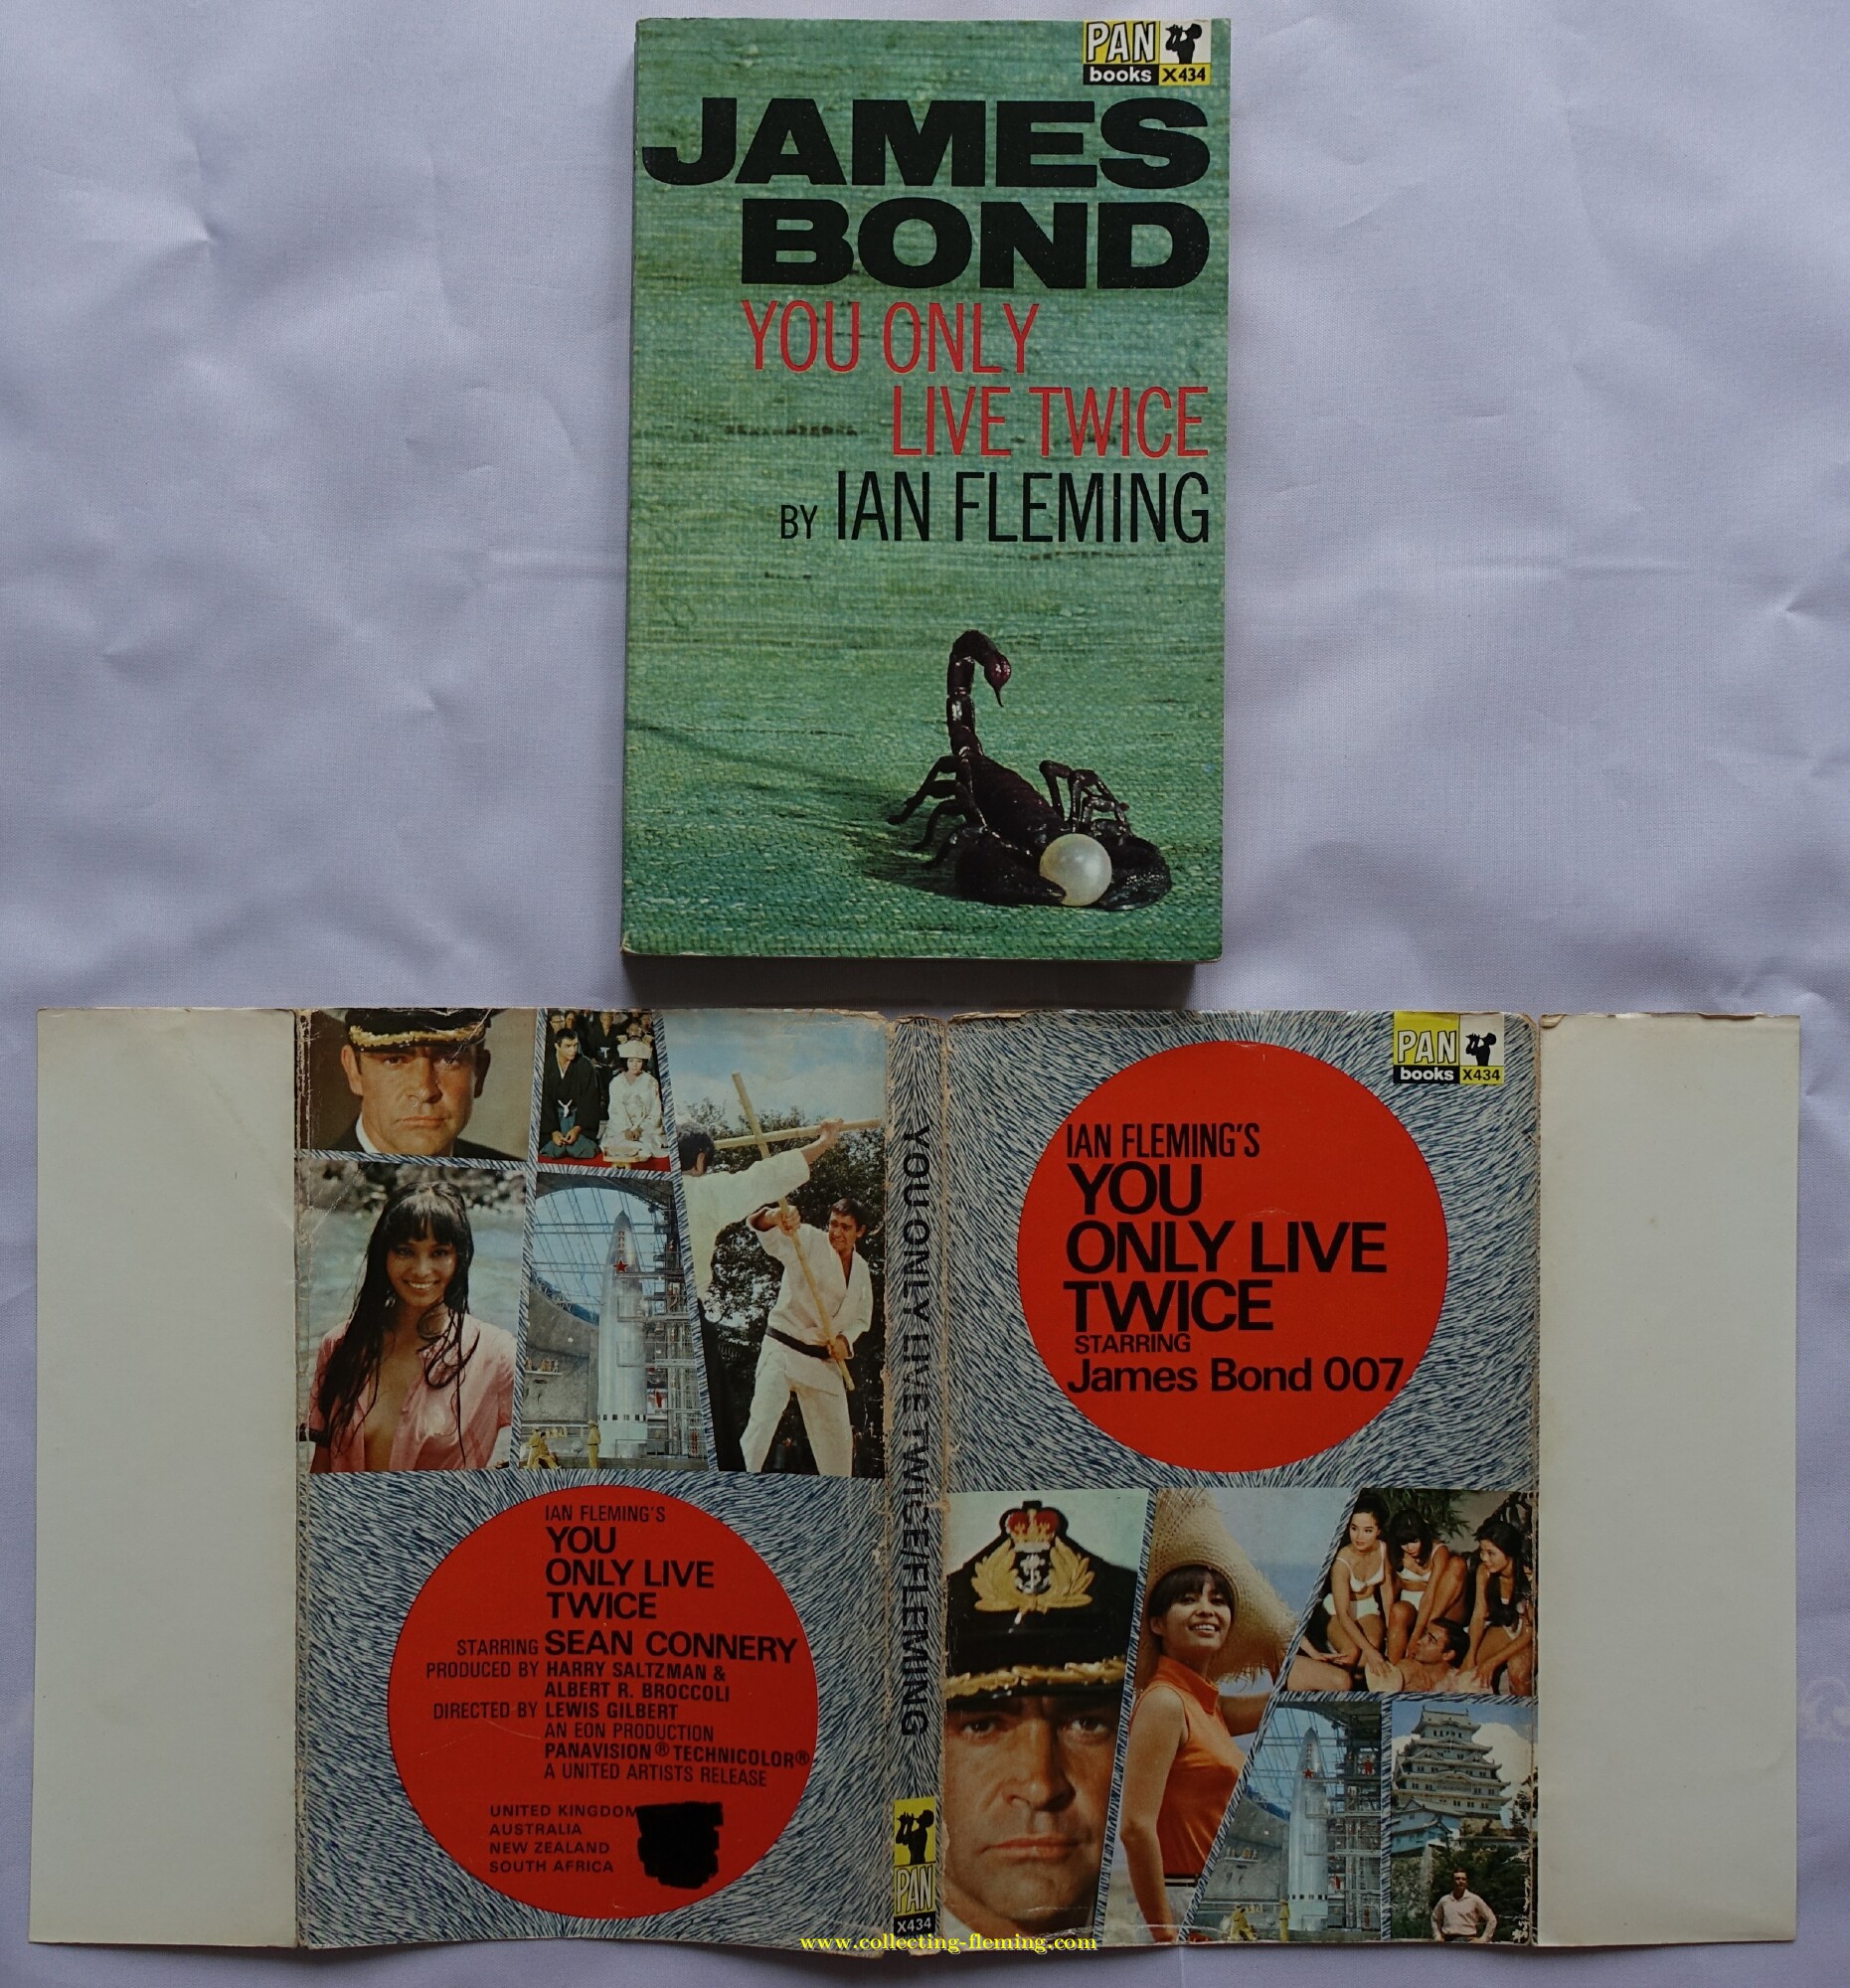 PAN
books X434
JAMES
BOND
YOU ONLY
LIVE TWICE
BY IAN FLEMING
PAN
books X434
IAN FLEMING'S
YOU
ONLY LIVE
TWICE
STARRING
James Bond 007
YOU ONLY LIVE TWICE/FLEMING
PAN
X434
IAN FLEMING'S
YOU
ONLY LIVE
TWICE
STARRING SEAN CONNERY
PRODUCED BY HARRY SALTZMAN &
ALBERT R. BROCCOLI
DIRECTED BY LEWIS GILBERT
AN EON PRODUCTION
PANAVISION® TECHNICOLOR®
A UNITED ARTISTS RELEASE
UNITED KINGDOM
AUSTRALIA
NEW ZEALAND
SOUTH AFRICA
www.collecting-fleming.com